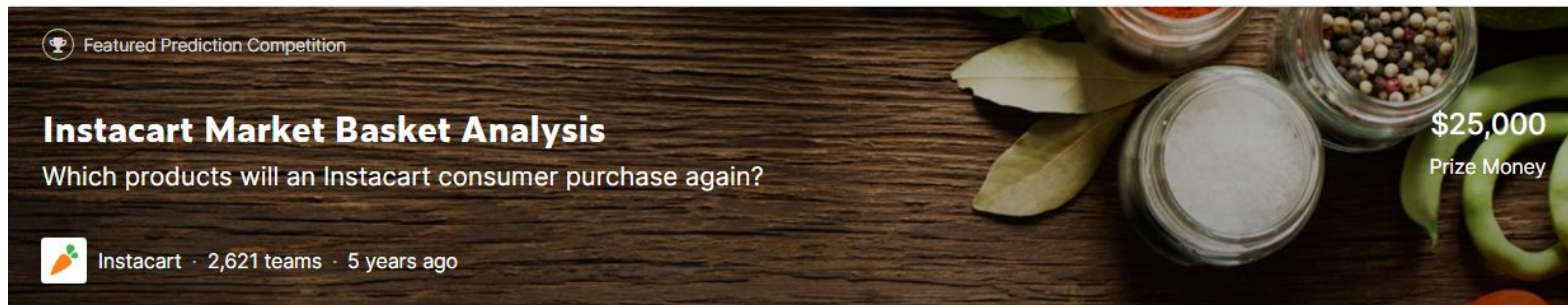 Featured Prediction Competition
Instacart Market Basket Analysis
$25,000
Which products will an Instacart consumer purchase again?
Prize Money
Instacart · 2,621 teams · 5 years ago